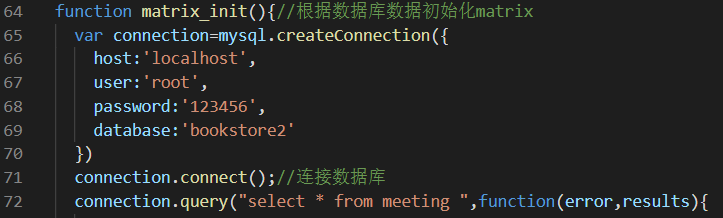 64 function matrix_init(){//根据数据库数据初始化matrix
65 var connection=mysql.createConnection({
66 host:'localhost',
67 user:'root',
68 password:'123456',
69 database:'bookstore2'
70 })
71 connection.connect();//连接数据库
72 connection.query("select * from meeting ",function(error,results){